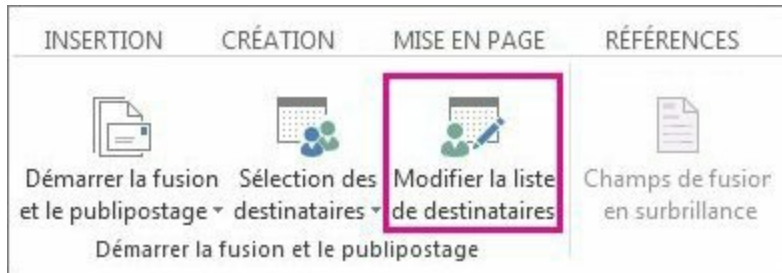 INSERTION CRÉATION MISE EN PAGE RÉFÉRENCES
Démarrer la fusion
et le publipostage
Sélection des
destinataires
Modifier la liste
de destinataires
Champs de fusion
en surbrillance
Démarrer la fusion et le publipostage